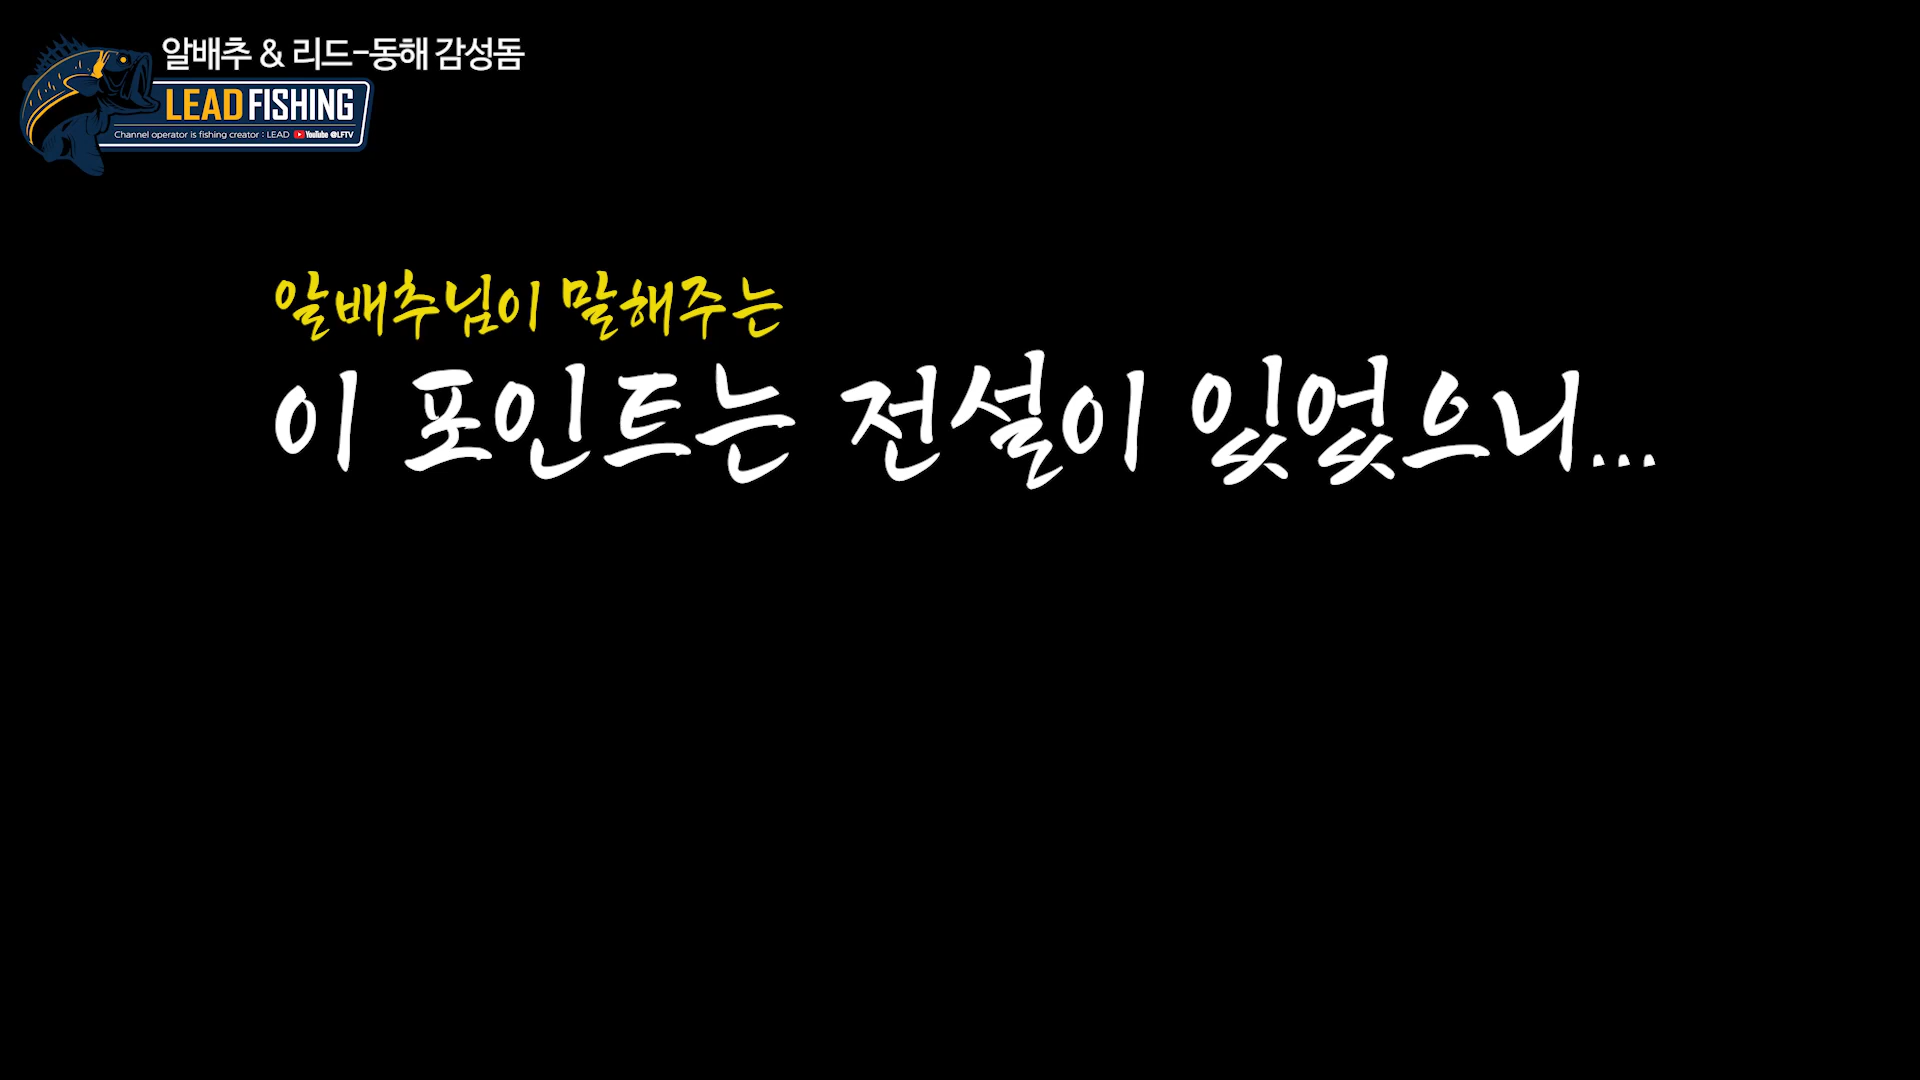 알배추 & 리드-동해 감성돔
LEAD FISHING
Channel operator is fishing creator : LEAD YouTube @LFTV
알배추님이 말해주는
이 포인트는 전설이 있었으니...